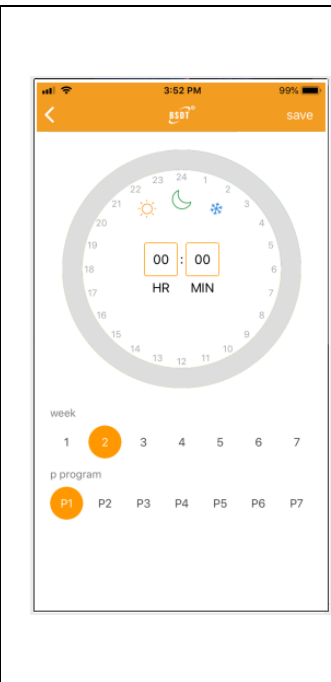 3:52 PM 99%
BSDT®
save
24
23 1
22 2
21 3
20 4
19 5
18 6
17 7
16 8
15 9
14 10
13 11
12
00 : 00
HR MIN
week
1 2 3 4 5 6 7
p program
P1 P2 P3 P4 P5 P6 P7